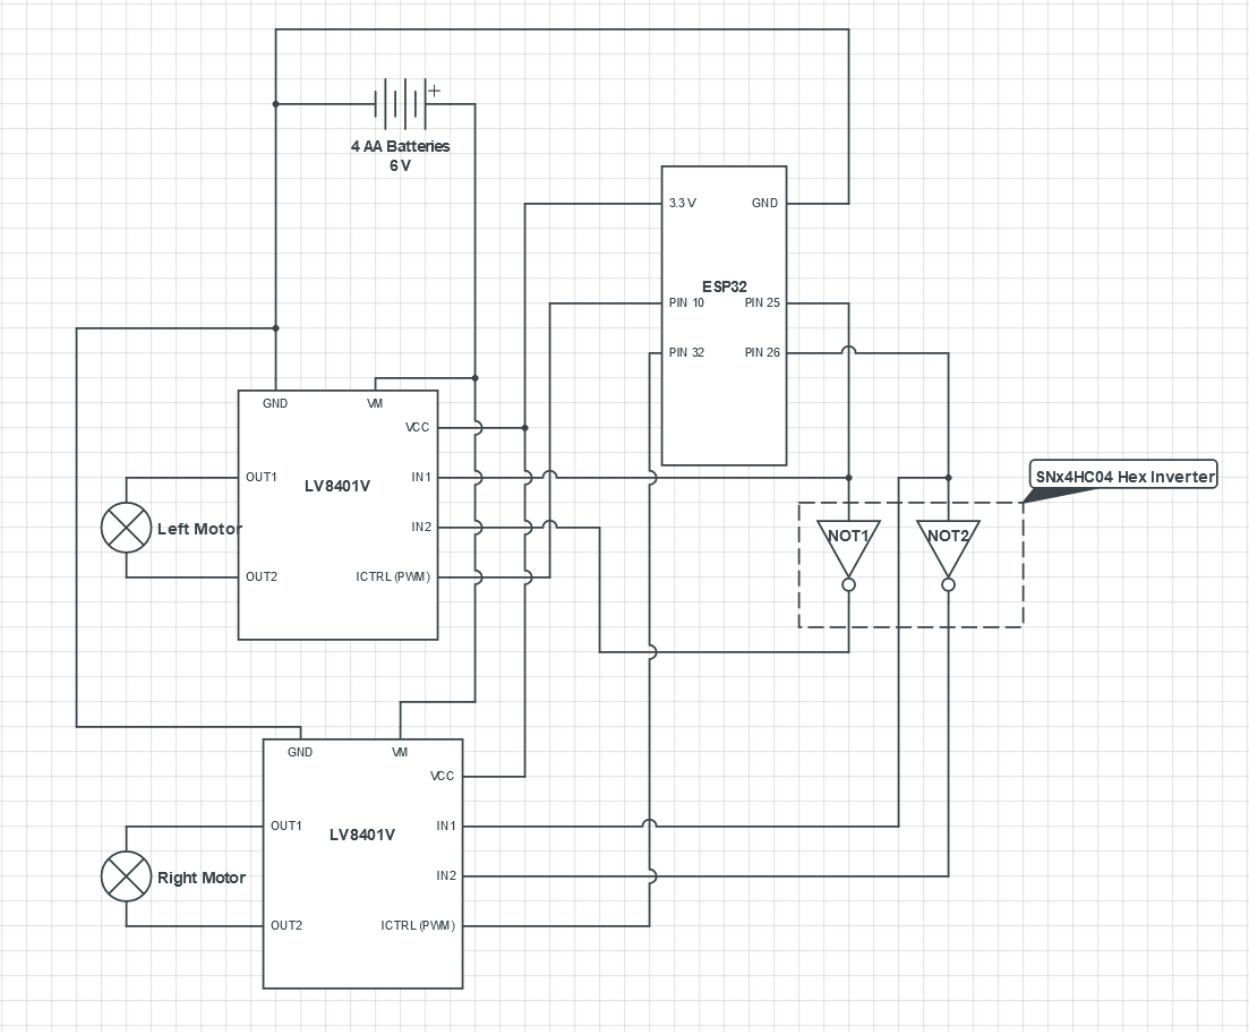 +
4 AA Batteries
6 V
3.3 V
GND
ESP32
PIN 10
PIN 25
PIN 32
PIN 26
GND
VM
VCC
OUT1
LV8401V
IN1
SNx4HC04 Hex Inverter
Left Motor
IN2
NOT1
NOT2
OUT2
ICTRL (PWM)
GND
VM
VCC
OUT1
LV8401V
IN1
Right Motor
IN2
OUT2
ICTRL (PWM)